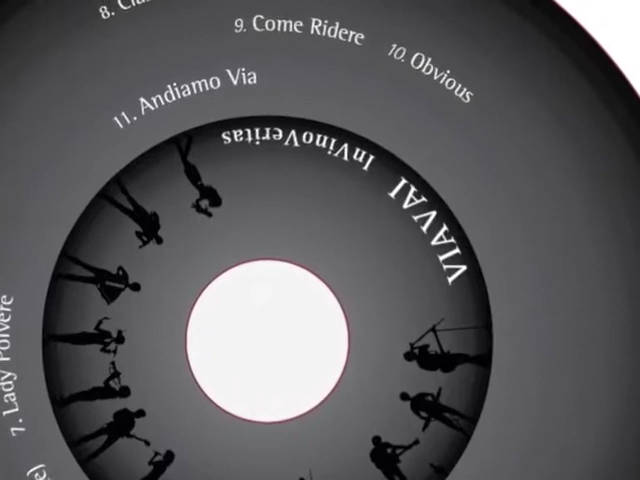 7. Lady Polvere
9. Come Ridere
10. Obvious
11. Andiamo Via
VIAVAI
InVinoVeritas